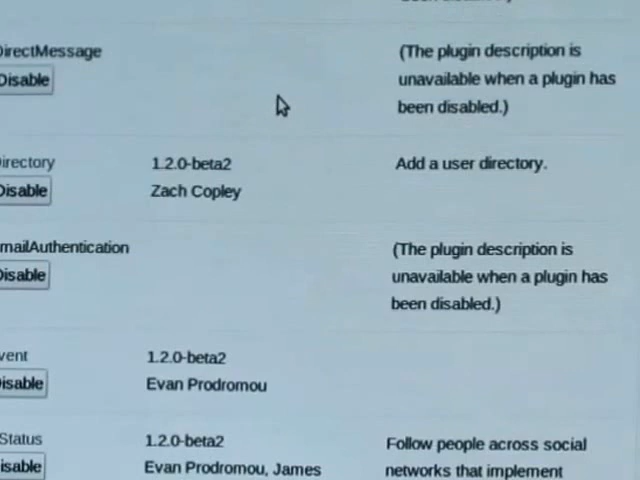 DirectMessage
Disable
(The plugin description is
unavailable when a plugin has
been disabled.)
irectory
Disable
1.2.0-beta2
Zach Copley
Add a user directory.
mailAuthentication
Disable
(The plugin description is
unavailable when a plugin has
been disabled.)
vent
isable
1.2.0-beta2
Evan Prodromou
Status
isable
1.2.0-beta2
Evan Prodromou, James
Follow people across social
networks that implement